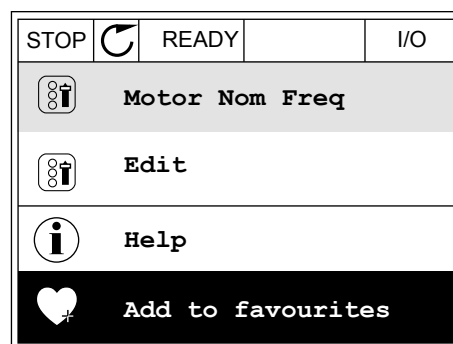 STOP READY I/O
Motor Nom Freq
Edit
Help
Add to favourites